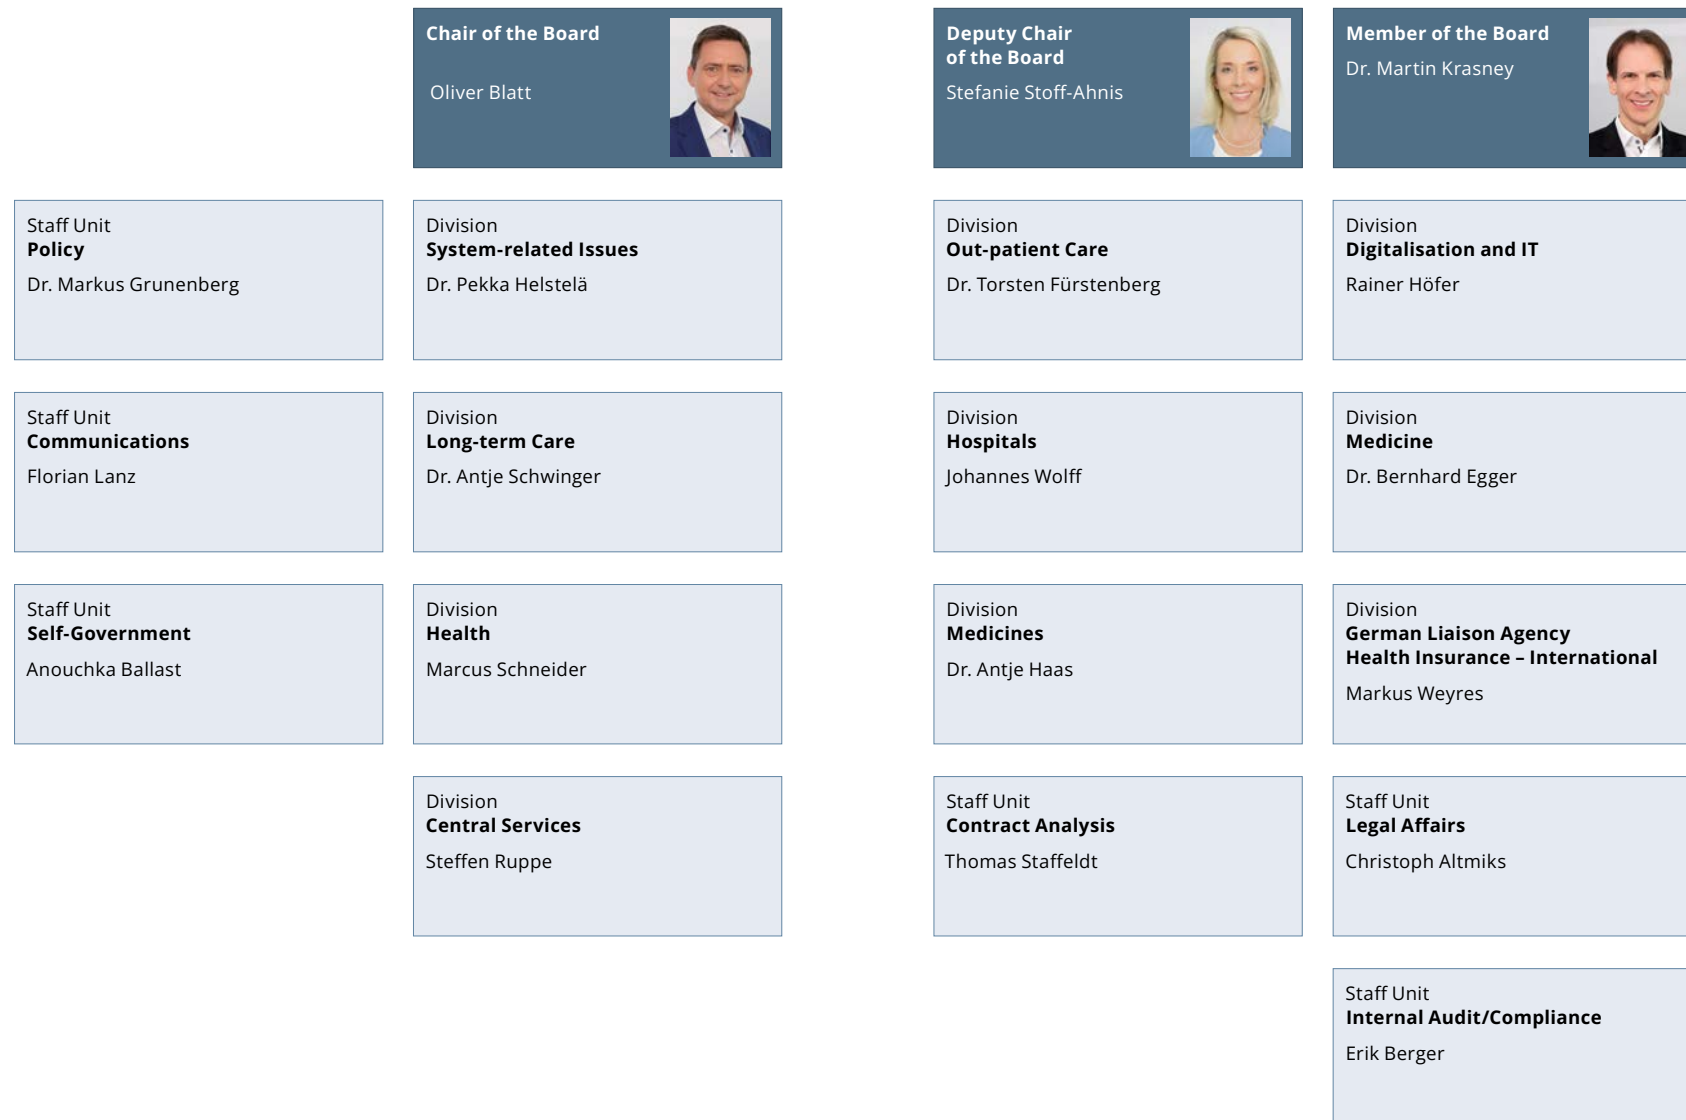 Chair of the Board
Oliver Blatt
Deputy Chair
of the Board
Stefanie Stoff-Ahnis
Member of the Board
Dr. Martin Krasney
Staff Unit
Policy
Dr. Markus Grunenberg
Division
System-related Issues
Dr. Pekka Helstelä
Division
Out-patient Care
Dr. Torsten Fürstenberg
Division
Digitalisation and IT
Rainer Höfer
Staff Unit
Communications
Florian Lanz
Division
Long-term Care
Dr. Antje Schwinger
Division
Hospitals
Johannes Wolff
Division
Medicine
Dr. Bernhard Egger
Staff Unit
Self-Government
Anouchka Ballast
Division
Health
Marcus Schneider
Division
Medicines
Dr. Antje Haas
Division
German Liaison Agency
Health Insurance – International
Markus Weyres
Division
Central Services
Steffen Ruppe
Staff Unit
Contract Analysis
Thomas Staffeldt
Staff Unit
Legal Affairs
Christoph Altmiks
Staff Unit
Internal Audit/Compliance
Erik Berger